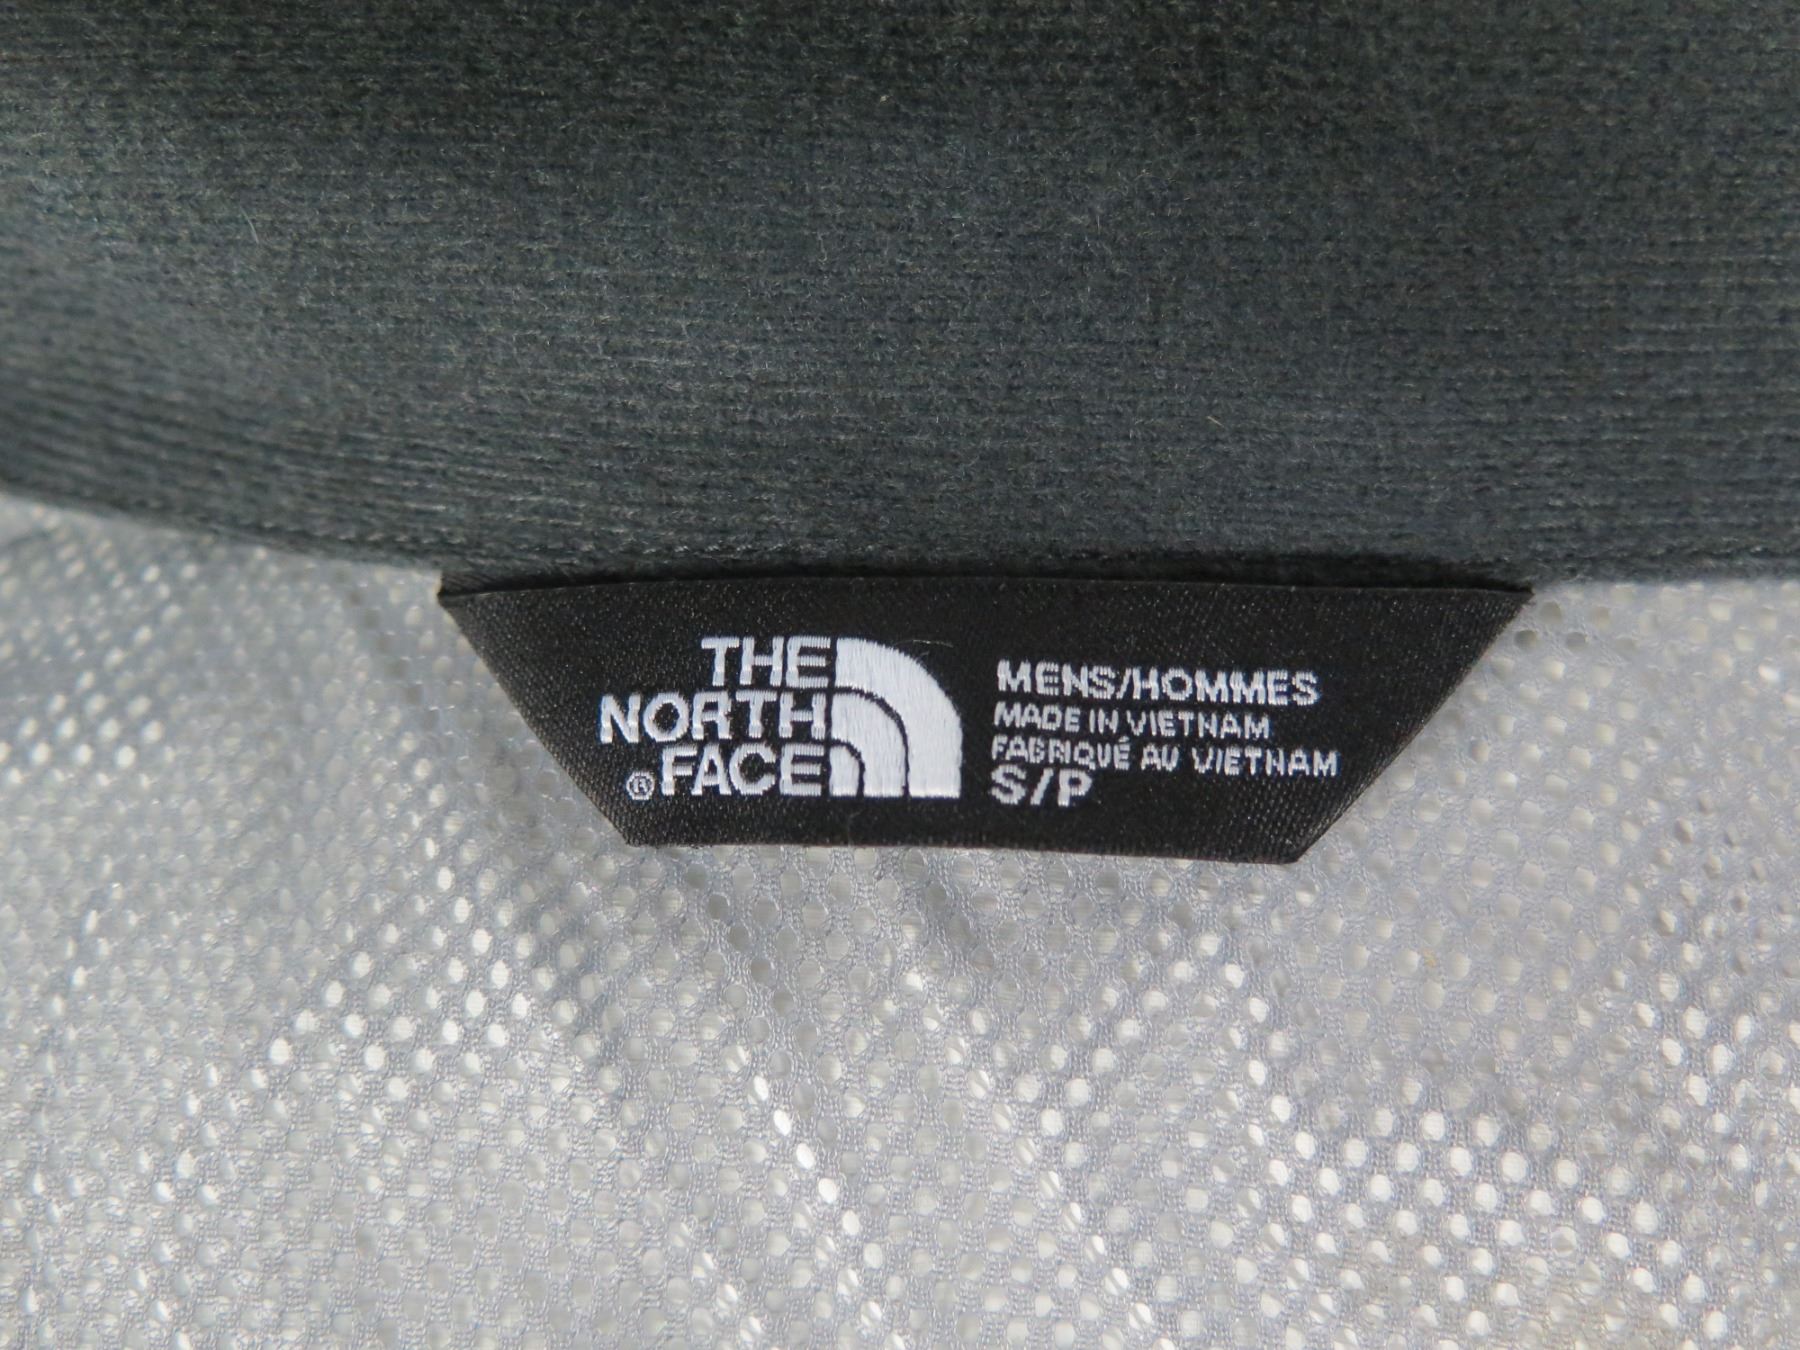 THE
NORTH
® FACE
MENS/HOMMES
MADE IN VIETNAM
FABRIQUÉ AU VIETNAM
S/P